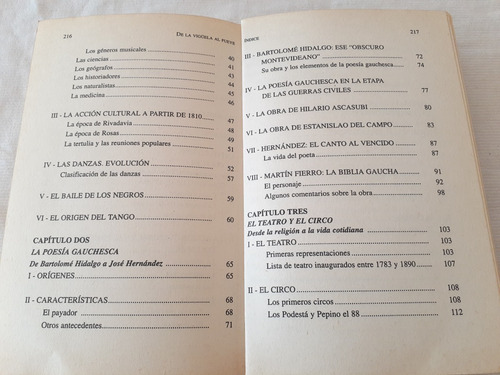 216 DE LA VIGÜELA AL FUEYE
Los géneros musicales
Las ciencias 40
Los geógrafos 41
Los historiadores 44
Los naturalistas 45
La medicina 45
46
III - LA ACCIÓN CULTURAL A PARTIR DE 1810 47
La época de Rivadavia 48
La época de Rosas 49
La tertulia y las reuniones populares 51
IV - LAS DANZAS. EVOLUCIÓN 52
Clasificación de las danzas 57
V - EL BAILE DE LOS NEGROS 59
VI - EL ORIGEN DEL TANGO 60
CAPÍTULO DOS
LA POESÍA GAUCHESCA
De Bartolomé Hidalgo a José Hernández 65
I - ORÍGENES 65
II - CARACTERÍSTICAS 68
El payador 68
Otros antecedentes 71
INDICE 217
III - BARTOLOMÉ HIDALGO: ESE "OBSCURO
MONTEVIDEANO" 72
Su obra y los elementos de la poesía gauchesca 74
IV - LA POESÍA GAUCHESCA EN LA ETAPA
DE LAS GUERRAS CIVILES 77
V - LA OBRA DE HILARIO ASCASUBI 80
VI - LA OBRA DE ESTANISLAO DEL CAMPO 83
VII - HERNÁNDEZ: EL CANTO AL VENCIDO 87
La vida del poeta 87
VIII - MARTÍN FIERRO: LA BIBLIA GAUCHA 91
El personaje 92
Algunos comentarios sobre la obra 98
CAPÍTULO TRES
EL TEATRO Y EL CIRCO
Desde la religión a la vida cotidiana 103
I - EL TEATRO 103
Primeras representaciones 103
Lista de teatro inaugurados entre 1783 y 1890 107
II - EL CIRCO 108
Los primeros circos 108
Los Podestá y Pepino el 88 112